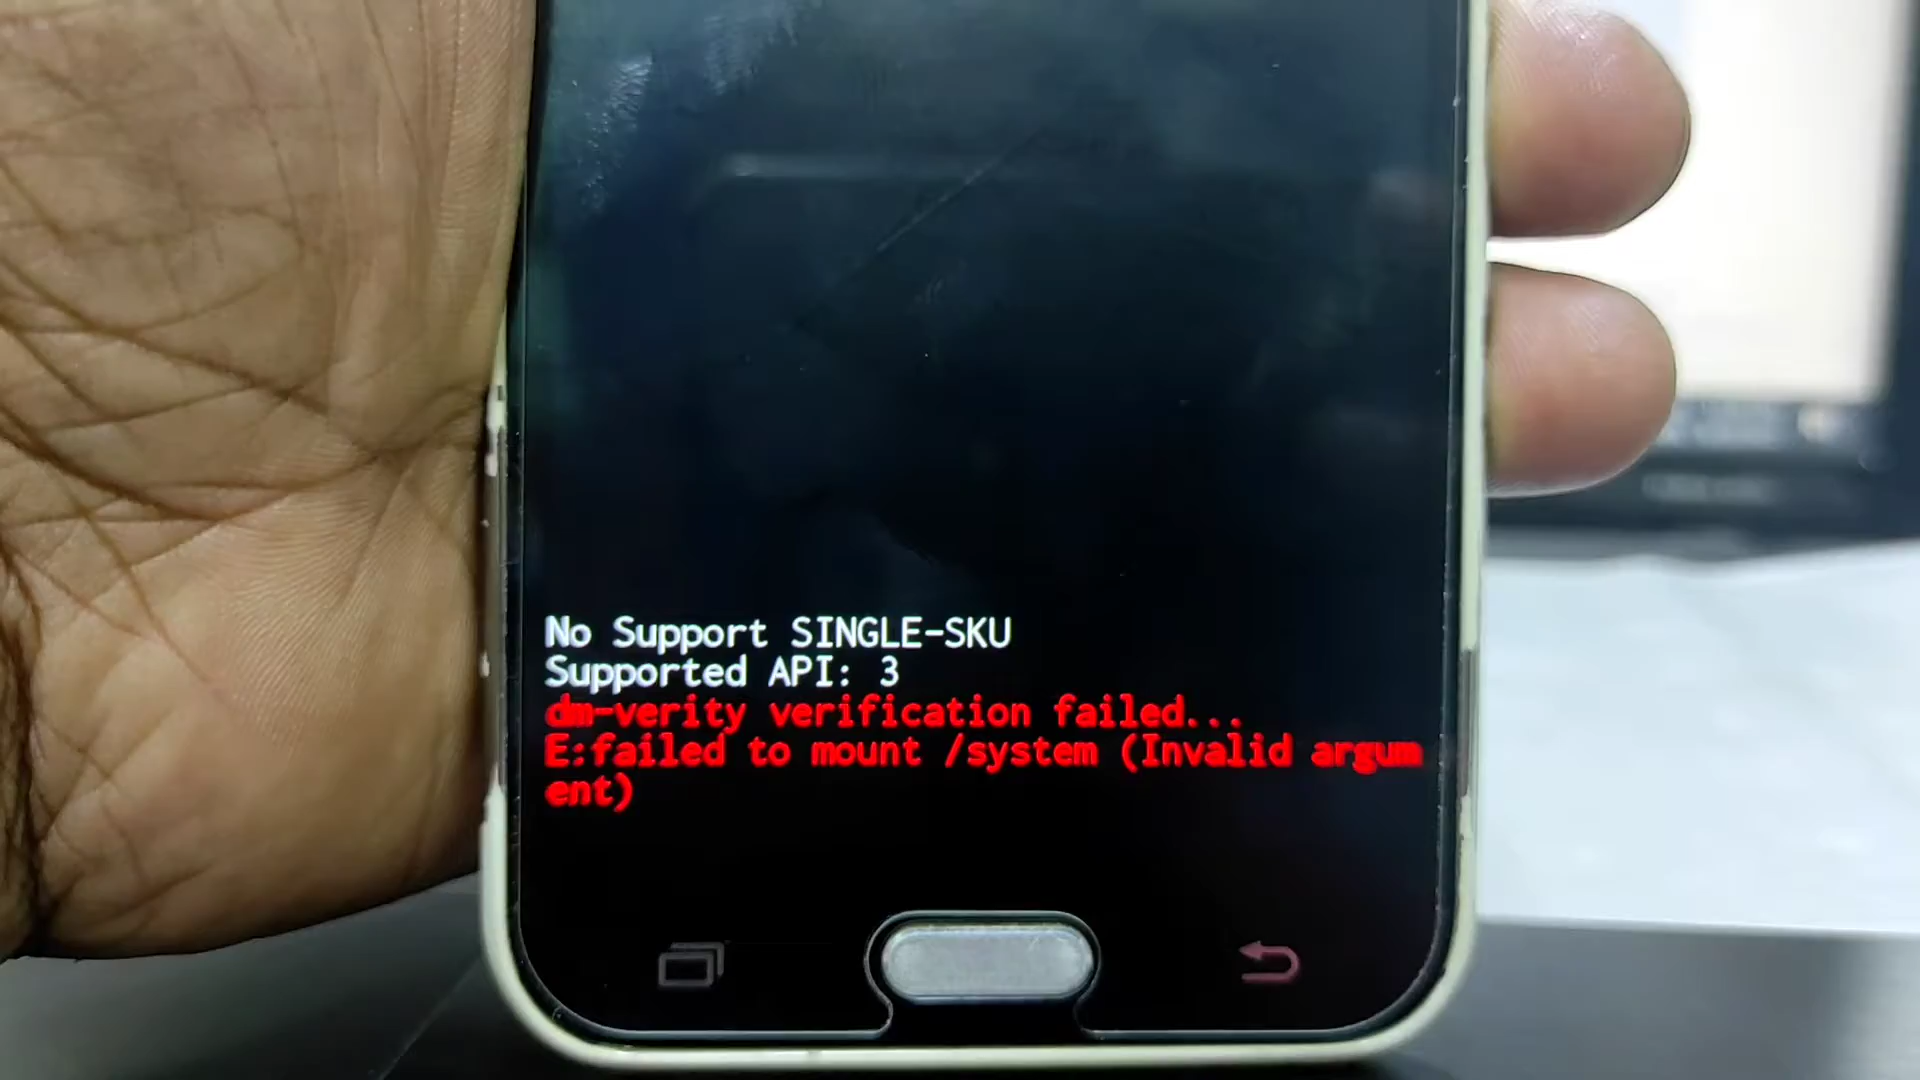 No Support SINGLE-SKU
Supported API: 3
dm-verity verification failed...
E:failed to mount /system (Invalid argum
ent)